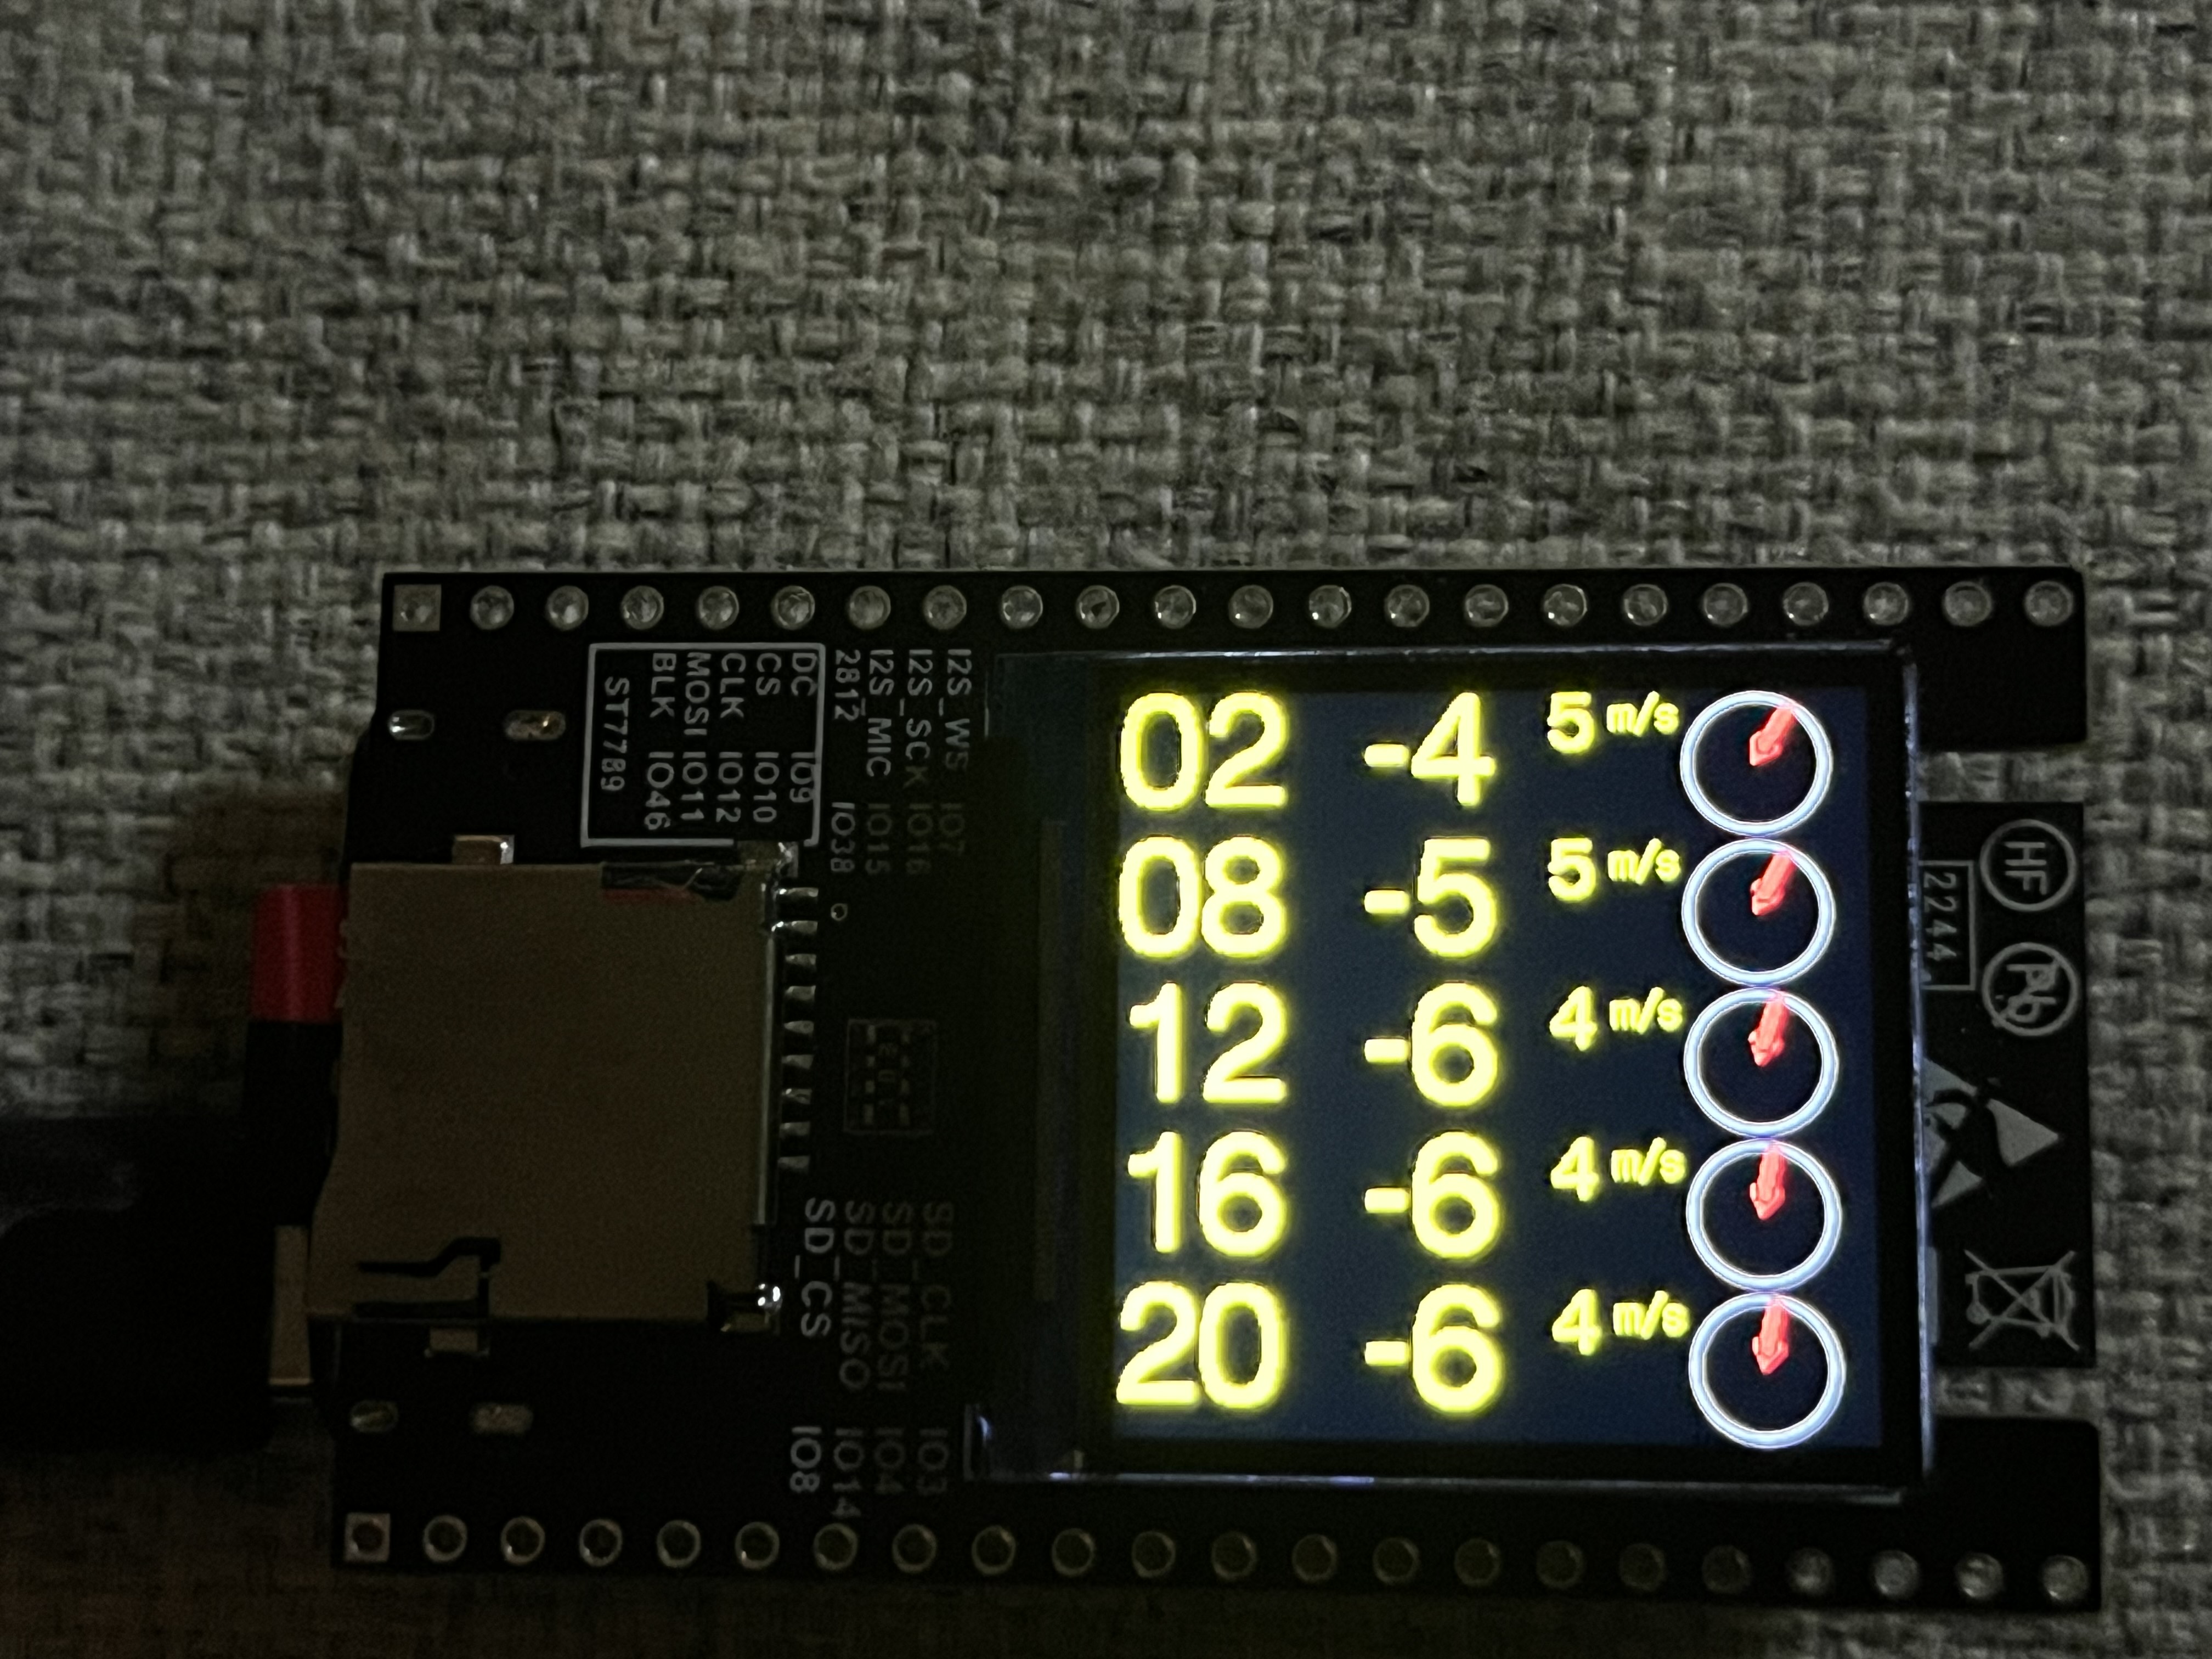 02 -4 5 m/s
08 -5 5 m/s
12 -6 4 m/s
16 -6 4 m/s
20 -6 4 m/s
I2S_WS IO7
I2S_SCK IO16
I2S_MIC IO15
2812 IO38
DC IO9
CS IO10
CLK IO12
MOSI IO11
BLK IO46
ST7789
SD_CLK IO3
SD_MOSI IO4
SD_MISO IO14
SD_CS IO8
HF
Pb
2244